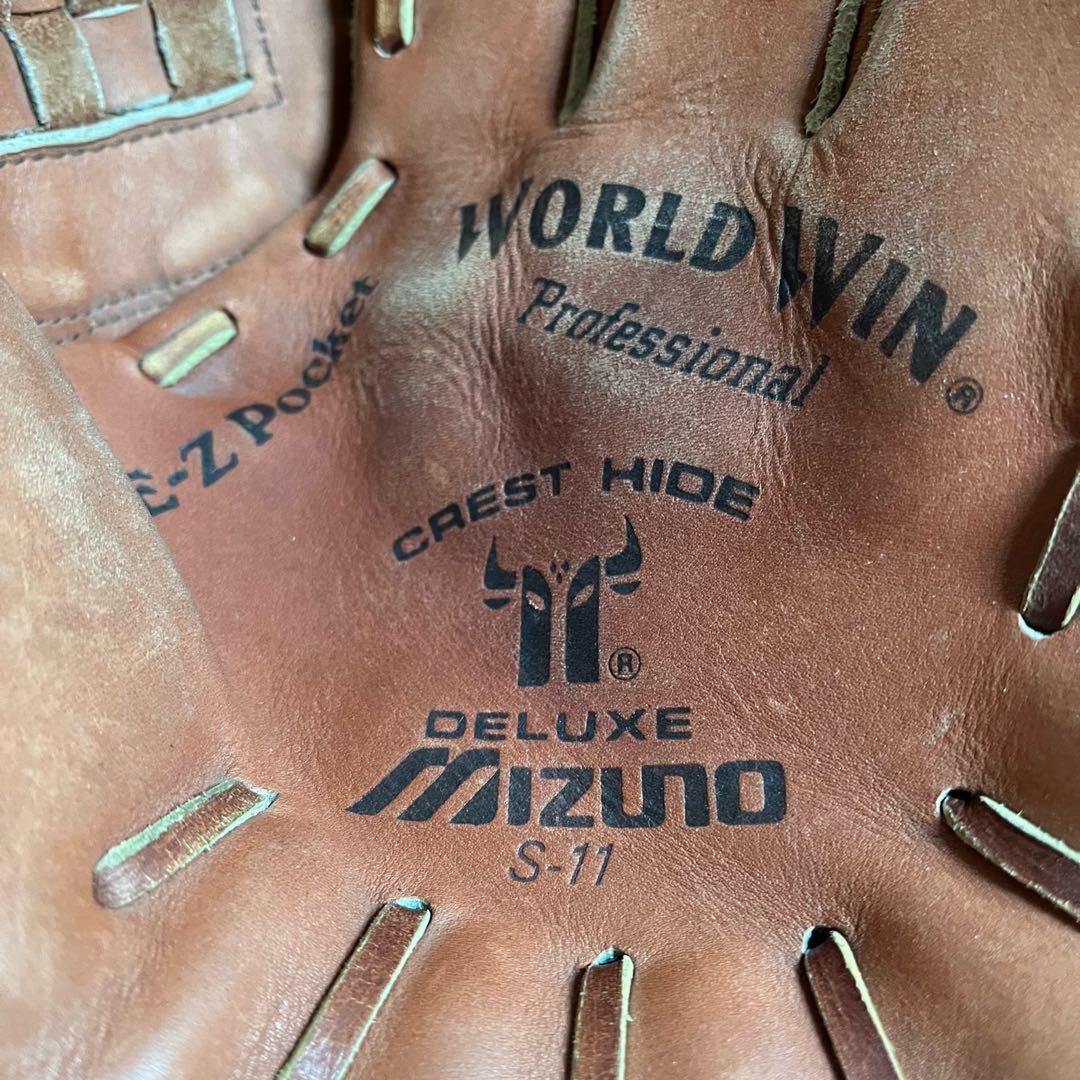 WORLD WIN ®
Professional
E-Z Pocket
CREST HIDE
®
DELUXE
MIZUNO
S-11